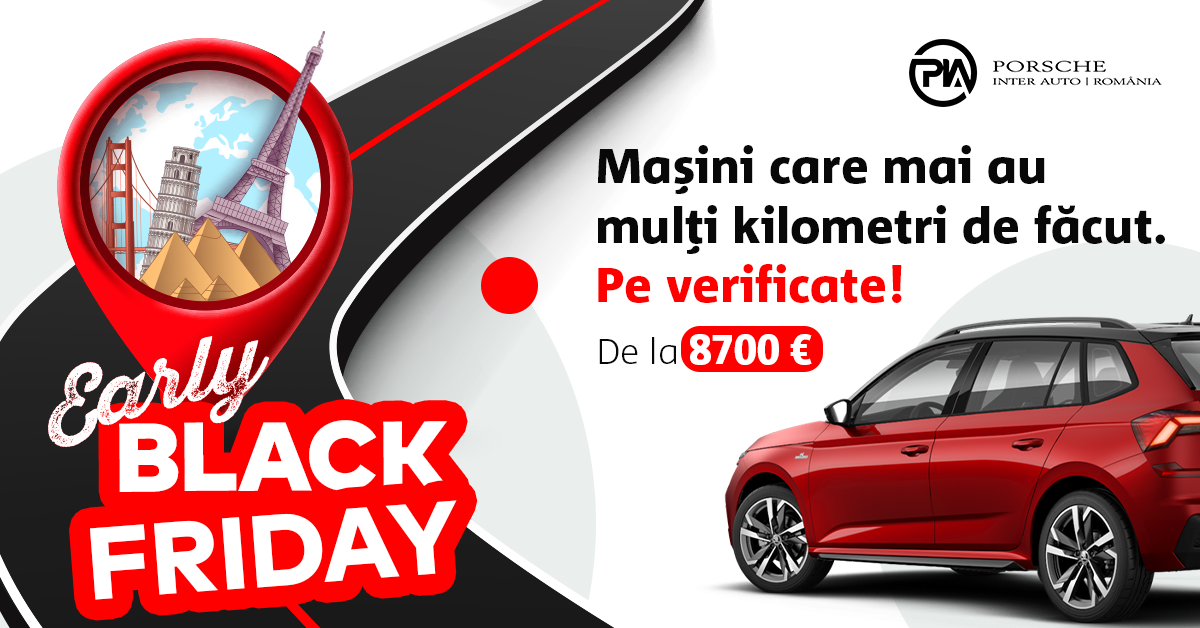 PIA PORSCHE
INTER AUTO | ROMÂNIA
Mașini care mai au
mulți kilometri de făcut.
Pe verificate!
De la 8700 €
Early
BLACK
FRIDAY